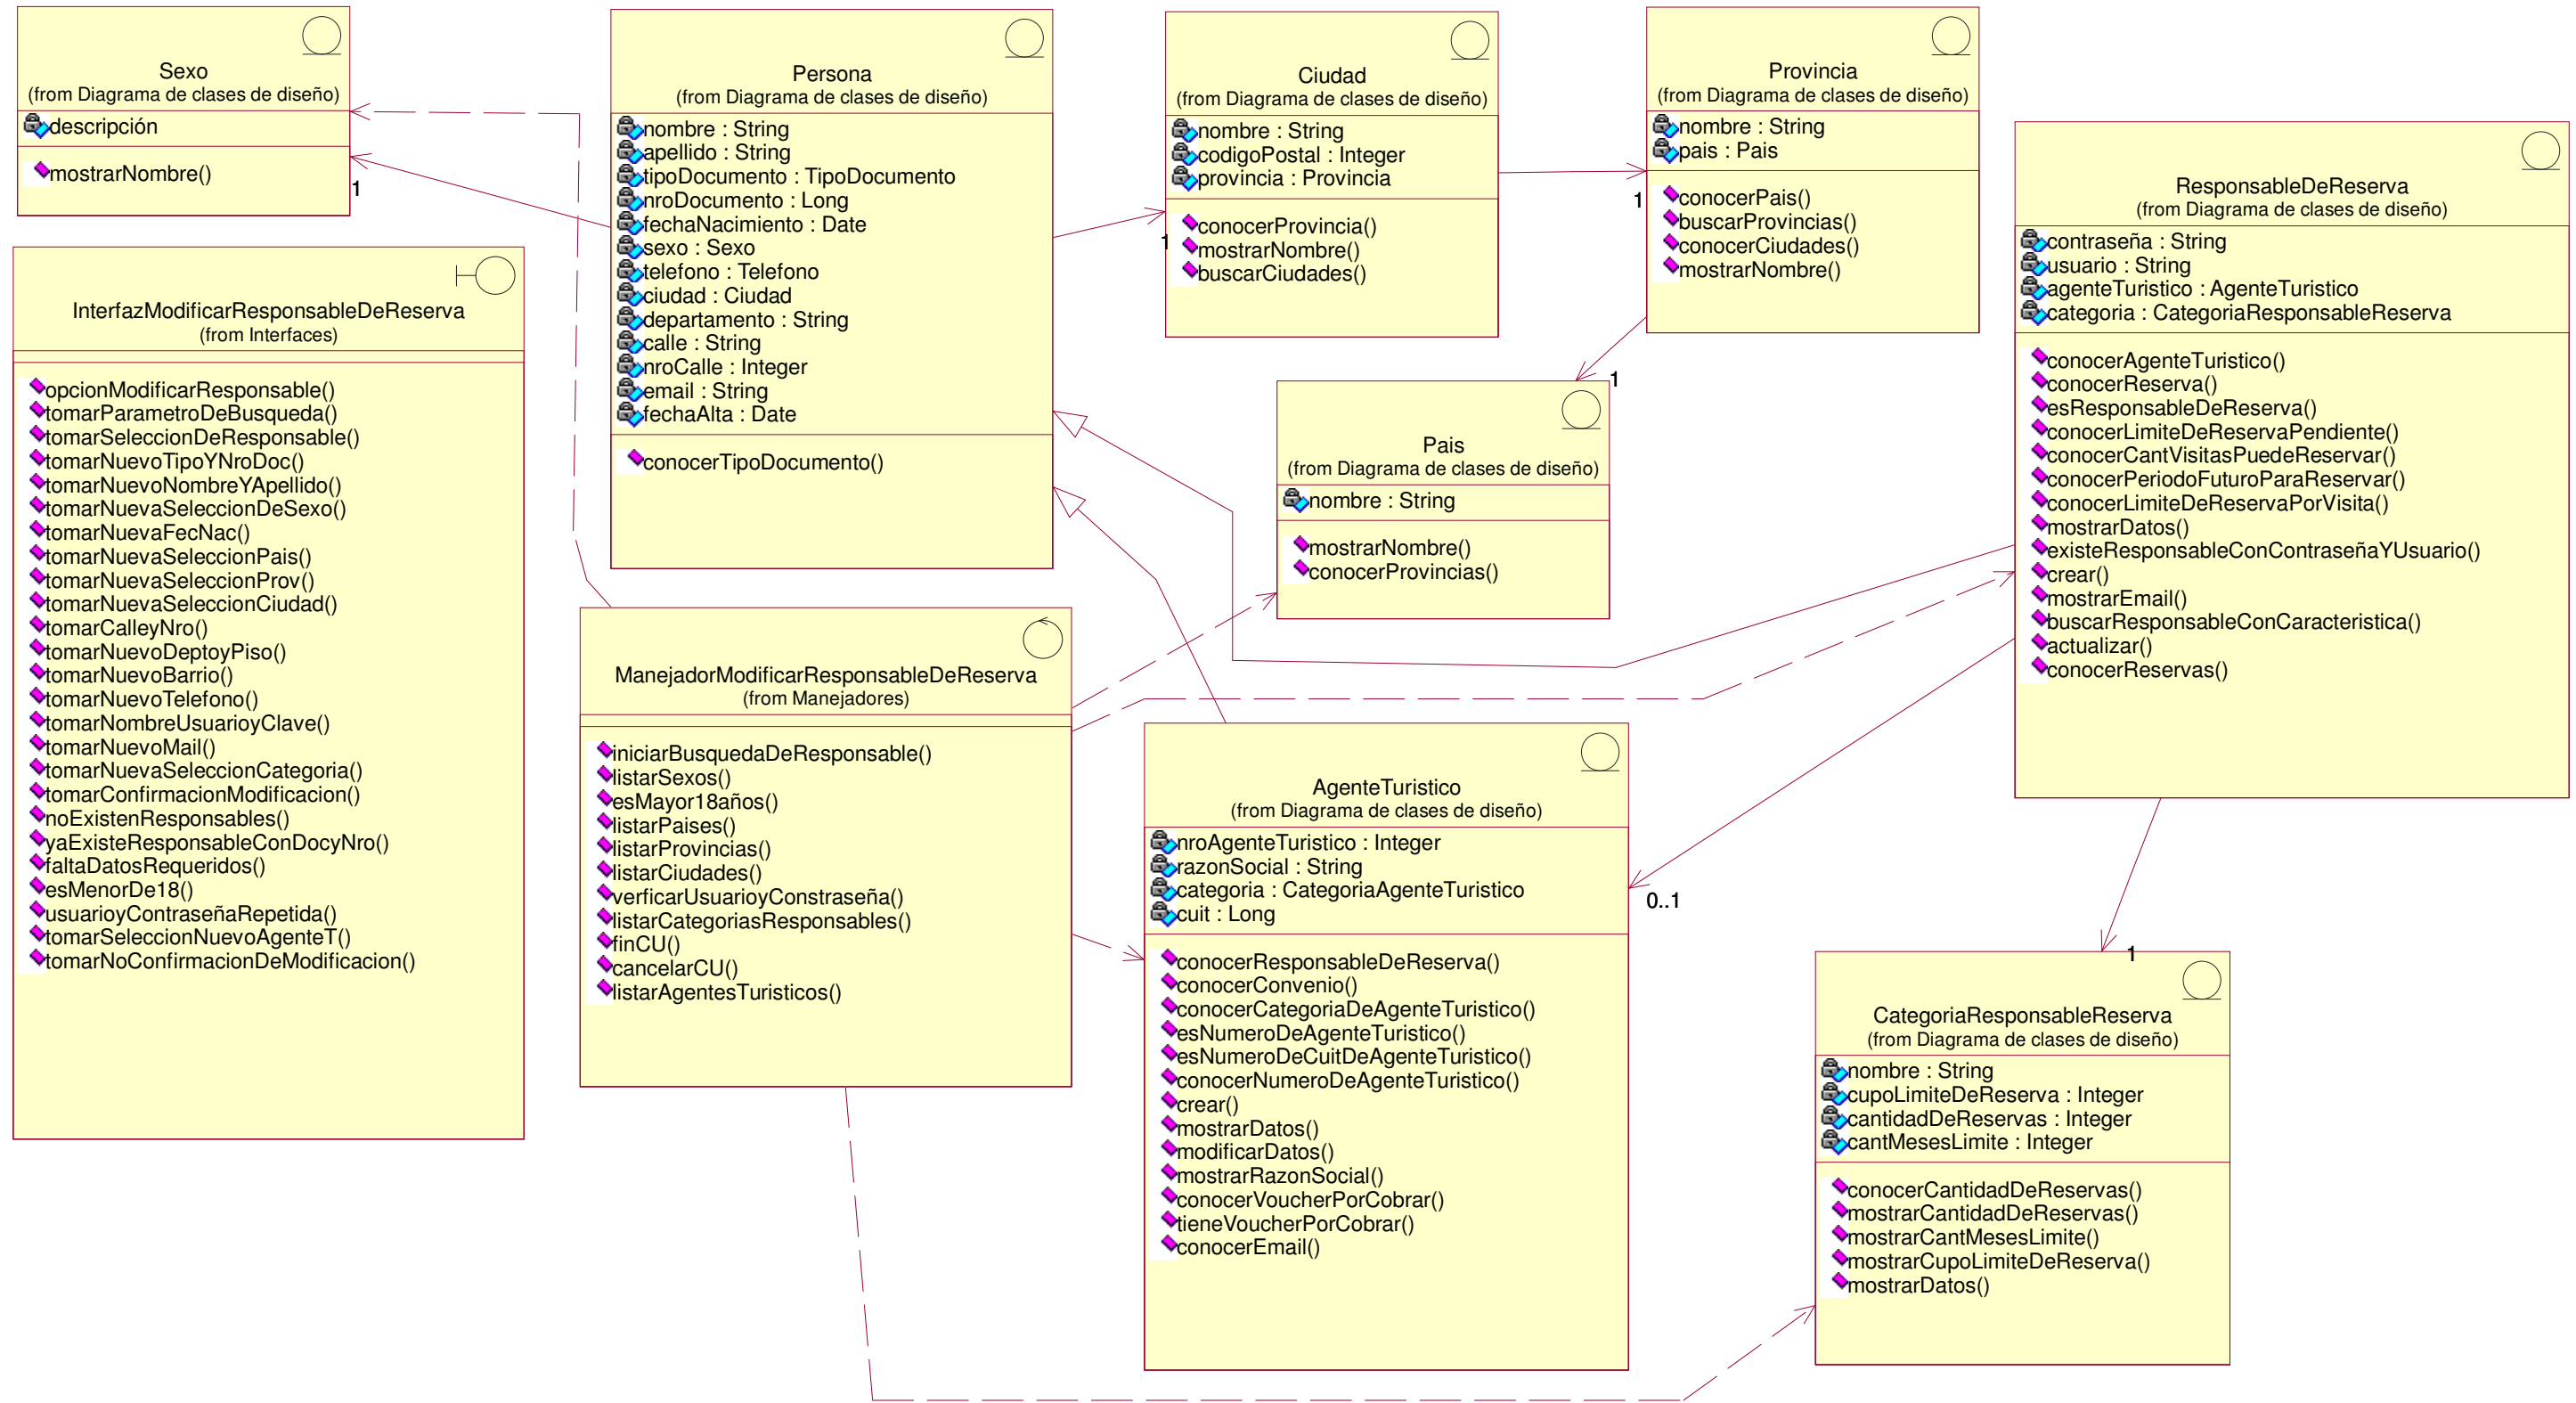 Sexo
(from Diagrama de clases de diseño)
descripción
mostrarNombre()
1
Persona
(from Diagrama de clases de diseño)
nombre : String
apellido : String
tipoDocumento : TipoDocumento
nroDocumento : Long
fechaNacimiento : Date
sexo : Sexo
telefono : Telefono
ciudad : Ciudad
departamento : String
calle : String
nroCalle : Integer
email : String
fechaAlta : Date
conocerTipoDocumento()
Ciudad
(from Diagrama de clases de diseño)
nombre : String
codigoPostal : Integer
provincia : Provincia
conocerProvincia()
mostrarNombre()
buscarCiudades()
1
Provincia
(from Diagrama de clases de diseño)
nombre : String
pais : Pais
conocerPais()
buscarProvincias()
conocerCiudades()
mostrarNombre()
1
ResponsableDeReserva
(from Diagrama de clases de diseño)
contraseña : String
usuario : String
agenteTuristico : AgenteTuristico
categoria : CategoriaResponsableReserva
conocerAgenteTuristico()
conocerReserva()
esResponsableDeReserva()
conocerLimiteDeReservaPendiente()
conocerCantVisitasPuedeReservar()
conocerPeriodoFuturoParaReservar()
conocerLimiteDeReservaPorVisita()
mostrarDatos()
existeResponsableConContraseñaYUsuario()
crear()
mostrarEmail()
buscarResponsableConCaracteristica()
actualizar()
conocerReservas()
InterfazModificarResponsableDeReserva
(from Interfaces)
opcionModificarResponsable()
tomarParametroDeBusqueda()
tomarSeleccionDeResponsable()
tomarNuevoTipoYNroDoc()
tomarNuevoNombreYApellido()
tomarNuevaSeleccionDeSexo()
tomarNuevaFecNac()
tomarNuevaSeleccionPais()
tomarNuevaSeleccionProv()
tomarNuevaSeleccionCiudad()
tomarCalleyNro()
tomarNuevoDeptoyPiso()
tomarNuevoBarrio()
tomarNuevoTelefono()
tomarNombreUsuarioyClave()
tomarNuevoMail()
tomarNuevaSeleccionCategoria()
tomarConfirmacionModificacion()
noExistenResponsables()
yaExisteResponsableConDocyNro()
faltaDatosRequeridos()
esMenorDe18()
usuarioyContraseñaRepetida()
tomarSeleccionNuevoAgenteT()
tomarNoConfirmacionDeModificacion()
Pais
(from Diagrama de clases de diseño)
nombre : String
mostrarNombre()
conocerProvincias()
1
ManejadorModificarResponsableDeReserva
(from Manejadores)
iniciarBusquedaDeResponsable()
listarSexos()
esMayor18años()
listarPaises()
listarProvincias()
listarCiudades()
verficarUsuarioyConstraseña()
listarCategoriasResponsables()
finCU()
cancelarCU()
listarAgentesTuristicos()
AgenteTuristico
(from Diagrama de clases de diseño)
nroAgenteTuristico : Integer
razonSocial : String
categoria : CategoriaAgenteTuristico
cuit : Long
conocerResponsableDeReserva()
conocerConvenio()
conocerCategoriaDeAgenteTuristico()
esNumeroDeAgenteTuristico()
esNumeroDeCuitDeAgenteTuristico()
conocerNumeroDeAgenteTuristico()
crear()
mostrarDatos()
modificarDatos()
mostrarRazonSocial()
conocerVoucherPorCobrar()
tieneVoucherPorCobrar()
conocerEmail()
0..1
1
CategoriaResponsableReserva
(from Diagrama de clases de diseño)
nombre : String
cupoLimiteDeReserva : Integer
cantidadDeReservas : Integer
cantMesesLimite : Integer
conocerCantidadDeReservas()
mostrarCantidadDeReservas()
mostrarCantMesesLimite()
mostrarCupoLimiteDeReserva()
mostrarDatos()